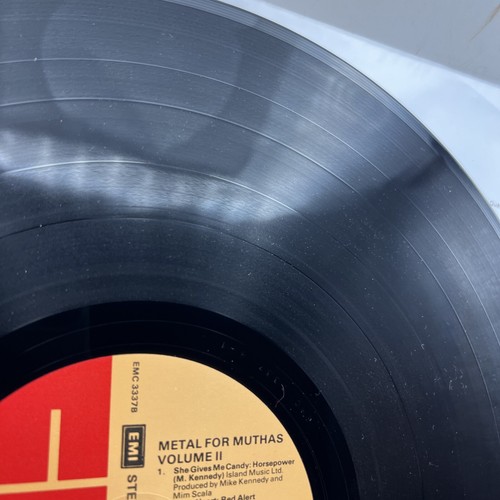 EMC 3337B
EMI
STE
METAL FOR MUTHAS
VOLUME II
1. She Gives Me Candy: Horsepower
(M. Kennedy) Island Music Ltd.
Produced by Mike Kennedy and
Mim Scala
Red Alert